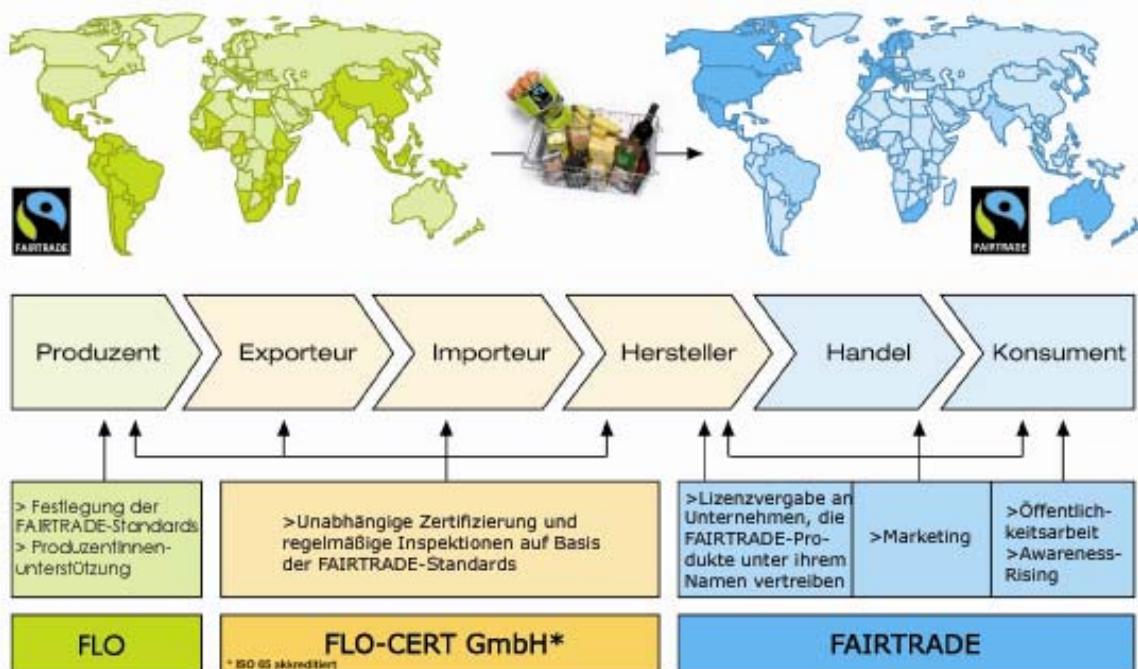 FAIRTRADE
FAIRTRADE
Produzent
Exporteur
Importeur
Hersteller
Handel
Konsument
> Festlegung der
FAIRTRADE-Standards
> ProduzentInnen-
unterstützung
>Unabhängige Zertifizierung und
regelmäßige Inspektionen auf Basis
der FAIRTRADE-Standards
>Lizenzvergabe an
Unternehmen, die
FAIRTRADE-Pro-
dukte unter ihrem
Namen vertreiben
>Marketing
>Öffentlich-
keitsarbeit
>Awareness-
Rising
FLO
FLO-CERT GmbH*
* ISO 65 akkreditiert
FAIRTRADE